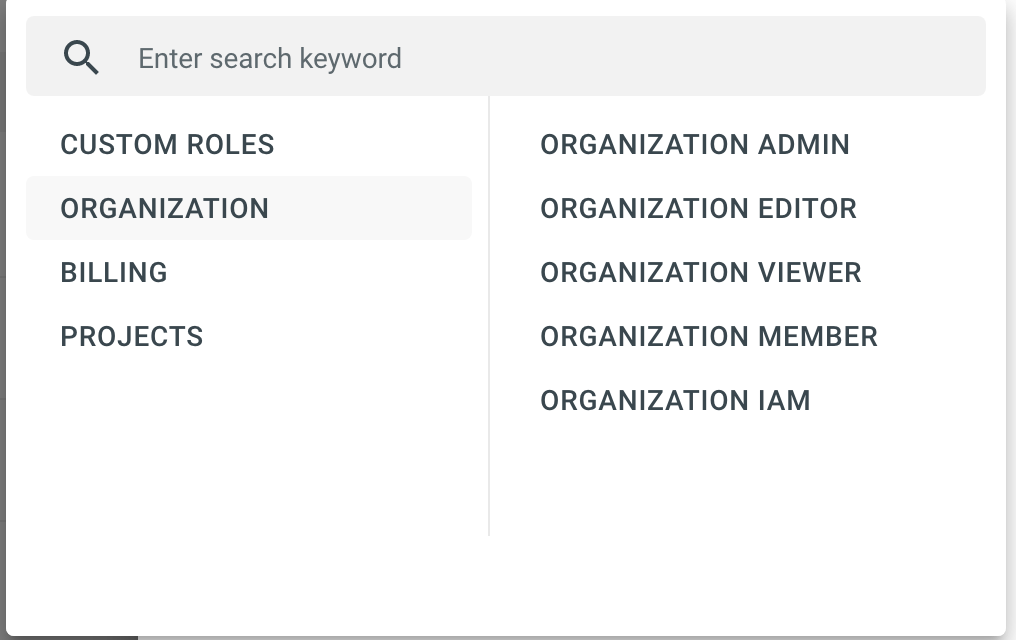 Enter search keyword
CUSTOM ROLES
ORGANIZATION
BILLING
PROJECTS
ORGANIZATION ADMIN
ORGANIZATION EDITOR
ORGANIZATION VIEWER
ORGANIZATION MEMBER
ORGANIZATION IAM